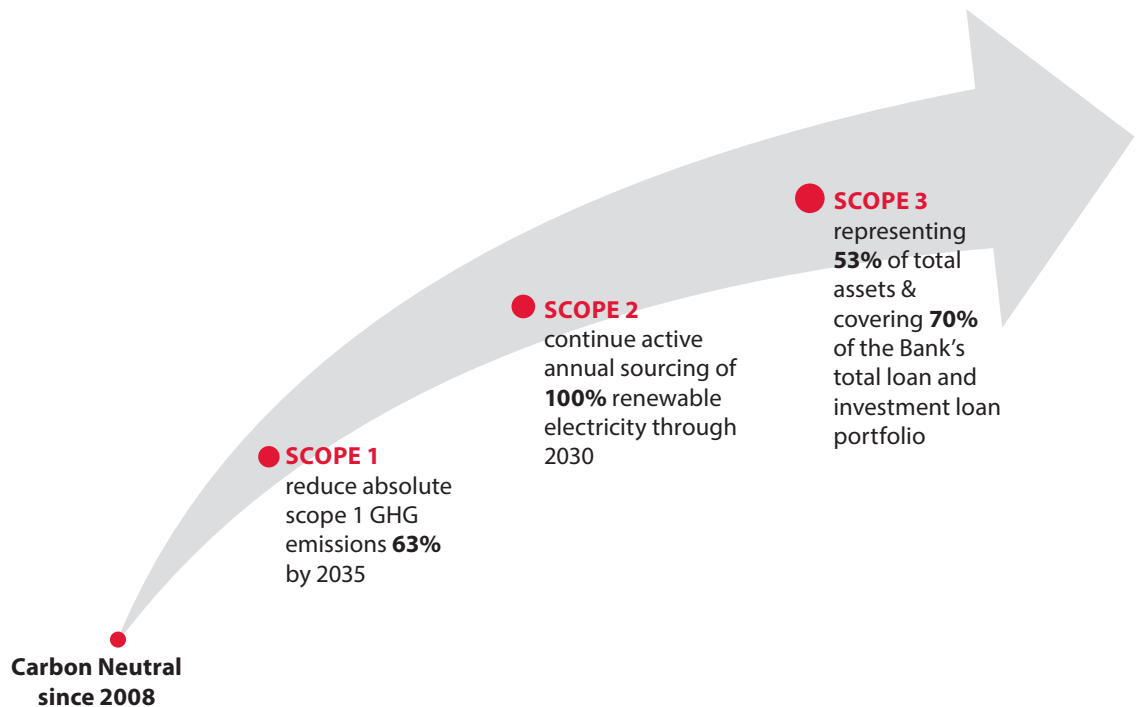 Carbon Neutral
since 2008
SCOPE 1
reduce absolute
scope 1 GHG
emissions 63%
by 2035
SCOPE 2
continue active
annual sourcing of
100% renewable
electricity through
2030
SCOPE 3
representing
53% of total
assets &
covering 70%
of the Bank’s
total loan and
investment loan
portfolio